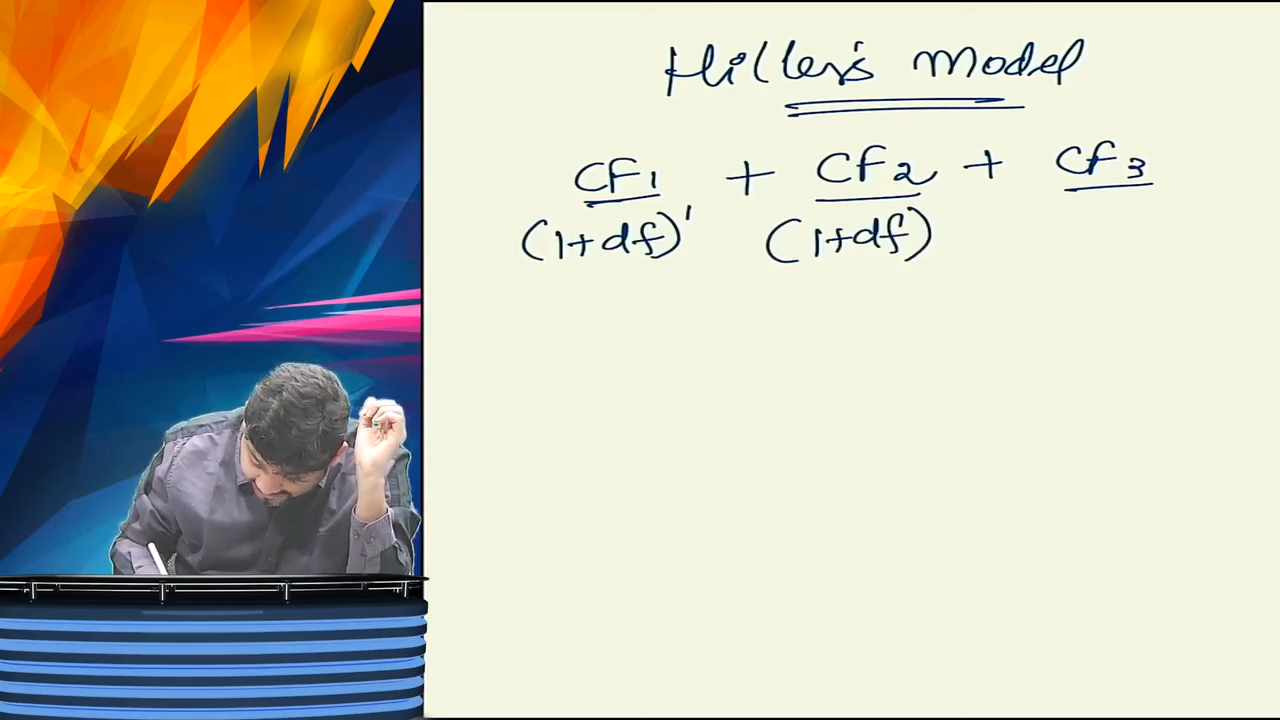 Hiller's Model
CF1 + CF2 + CF3
(1+df)' (1+df)